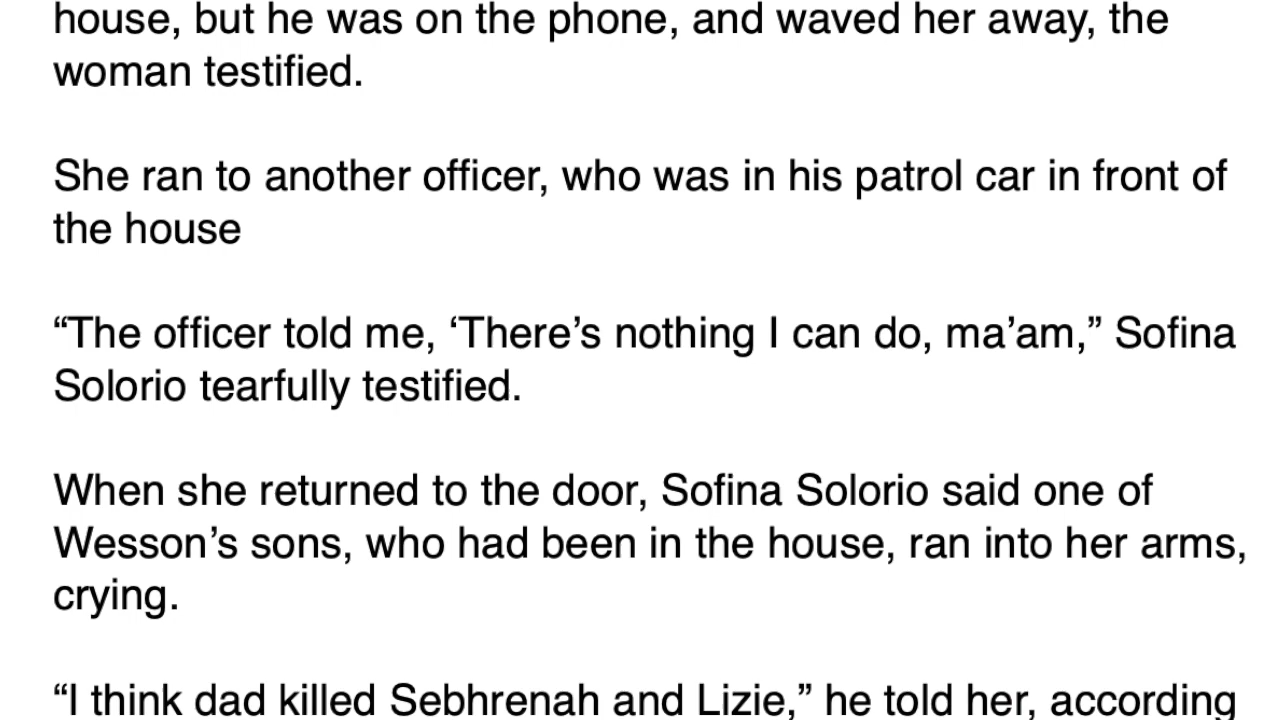 house, but he was on the phone, and waved her away, the
woman testified.
She ran to another officer, who was in his patrol car in front of
the house
“The officer told me, ‘There’s nothing I can do, ma’am,” Sofina
Solorio tearfully testified.
When she returned to the door, Sofina Solorio said one of
Wesson’s sons, who had been in the house, ran into her arms,
crying.
“I think dad killed Sebhrenah and Lizie,” he told her, according